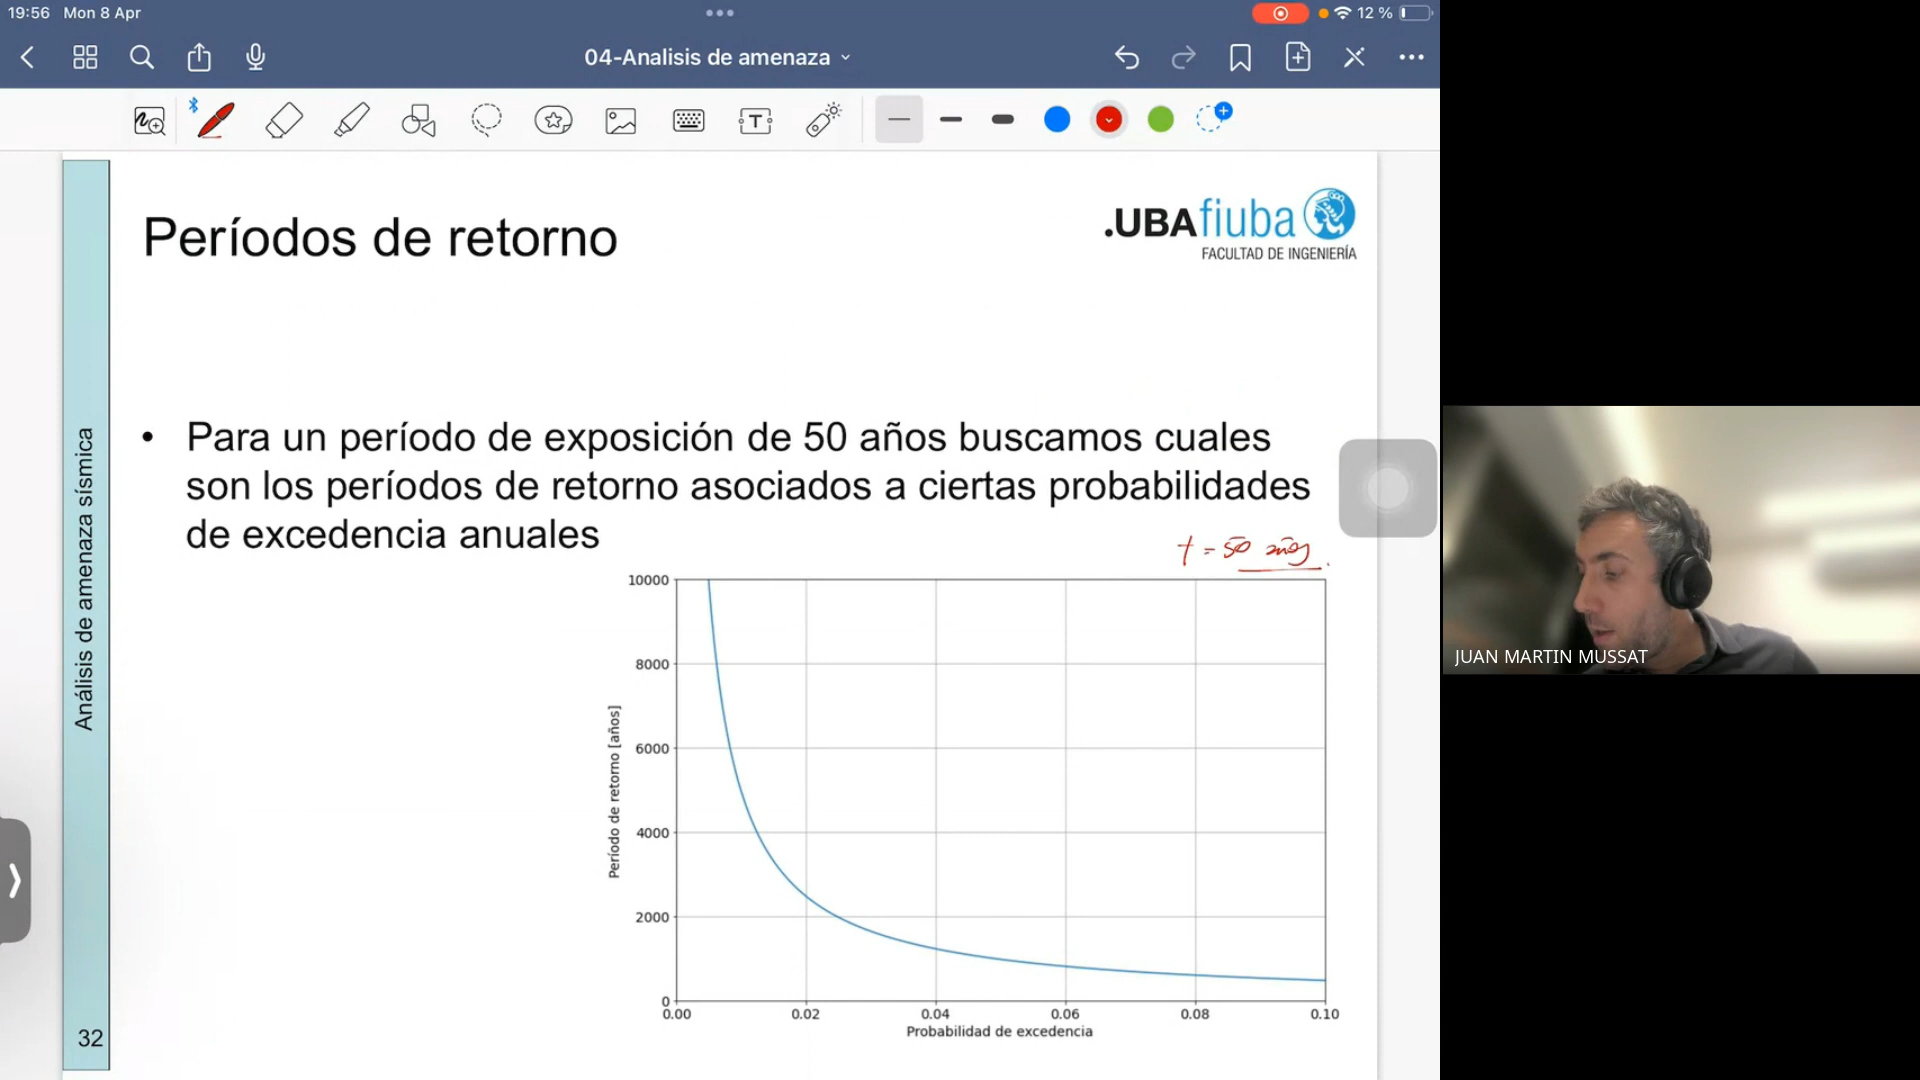 19:56 Mon 8 Apr
12 %
04-Analisis de amenaza
T
Períodos de retorno
.UBAfiuba
FACULTAD DE INGENIERÍA
• Para un período de exposición de 50 años buscamos cuales
son los períodos de retorno asociados a ciertas probabilidades
de excedencia anuales
t = 50 años
Análisis de amenaza sísmica
32
Período de retorno [años]
10000
8000
6000
4000
2000
0
0.00 0.02 0.04 0.06 0.08 0.10
Probabilidad de excedencia
JUAN MARTIN MUSSAT